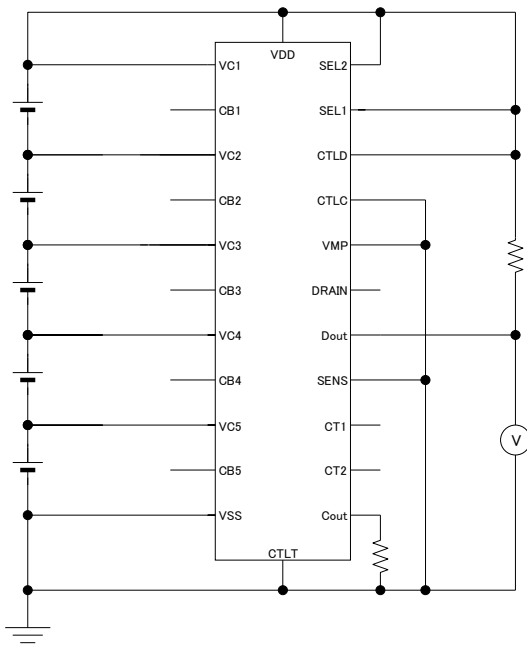 VDD
VC1
SEL2
CB1
SEL1
VC2
CTLD
CB2
CTLC
VC3
VMP
CB3
DRAIN
VC4
Dout
CB4
SENS
VC5
CT1
V
CB5
CT2
VSS
Cout
CTLT